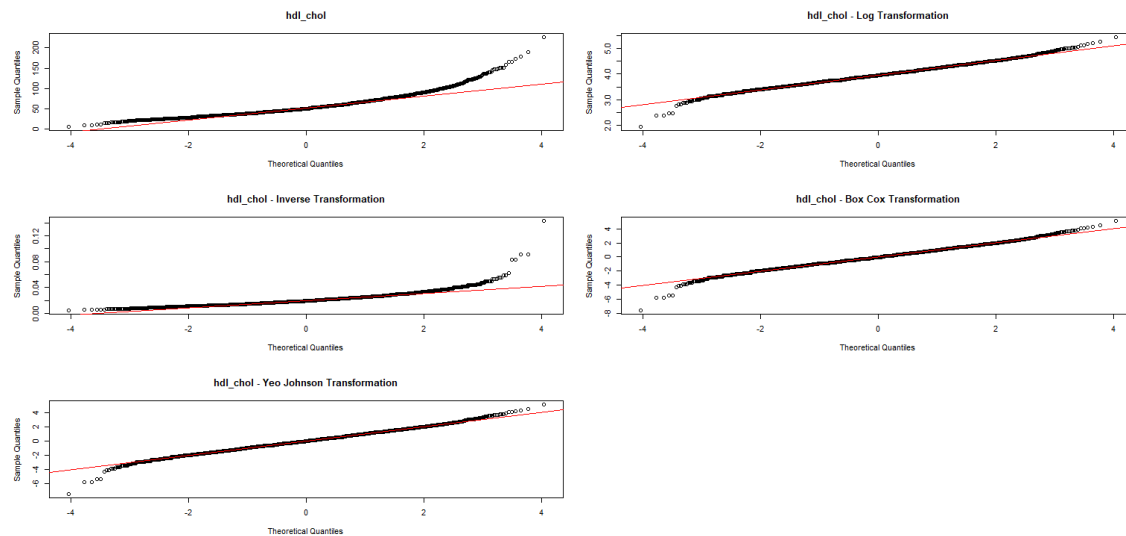 hdl_chol
Sample Quantiles
0 50 100 150 200
-4 -2 0 2 4
Theoretical Quantiles
hdl_chol - Log Transformation
Sample Quantiles
2.0 3.0 4.0 5.0
-4 -2 0 2 4
Theoretical Quantiles
hdl_chol - Inverse Transformation
Sample Quantiles
0.00 0.04 0.08 0.12
-4 -2 0 2 4
Theoretical Quantiles
hdl_chol - Box Cox Transformation
Sample Quantiles
-8 -6 -4 -2 0 2 4
-4 -2 0 2 4
Theoretical Quantiles
hdl_chol - Yeo Johnson Transformation
Sample Quantiles
-6 -4 -2 0 2 4
-4 -2 0 2 4
Theoretical Quantiles